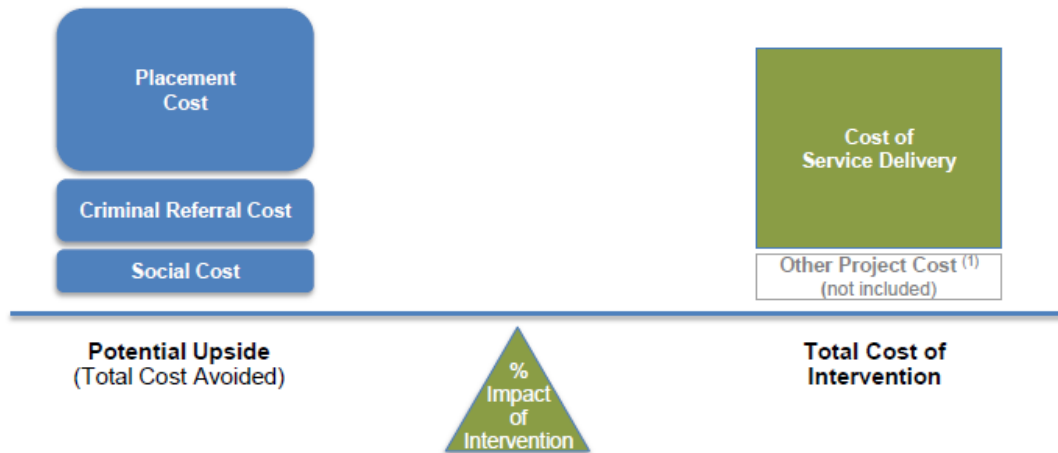 Placement
Cost
Criminal Referral Cost
Social Cost
Cost of
Service Delivery
Other Project Cost (1)
(not included)
Potential Upside
(Total Cost Avoided)
%
Impact
of
Intervention
Total Cost of
Intervention